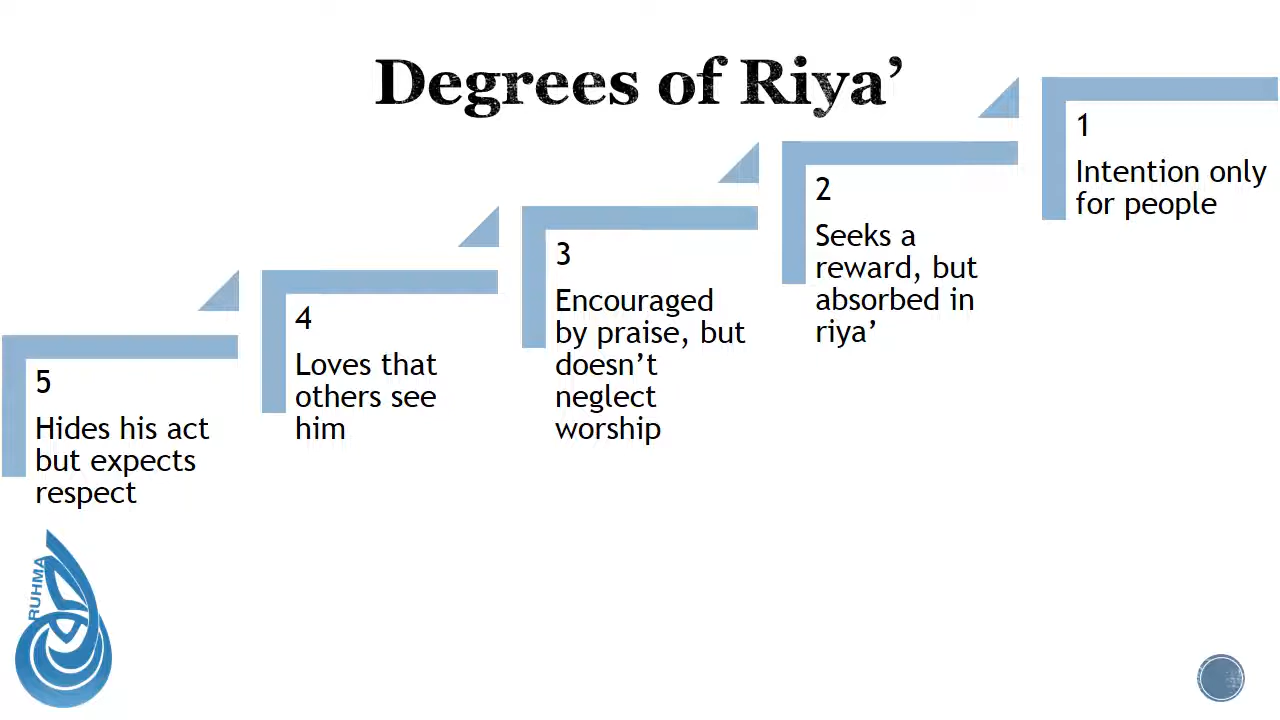 Degrees of Riya’
1
Intention only
for people
2
Seeks a
reward, but
absorbed in
riya’
3
Encouraged
by praise, but
doesn’t
neglect
worship
4
Loves that
others see
him
5
Hides his act
but expects
respect
RUHMA